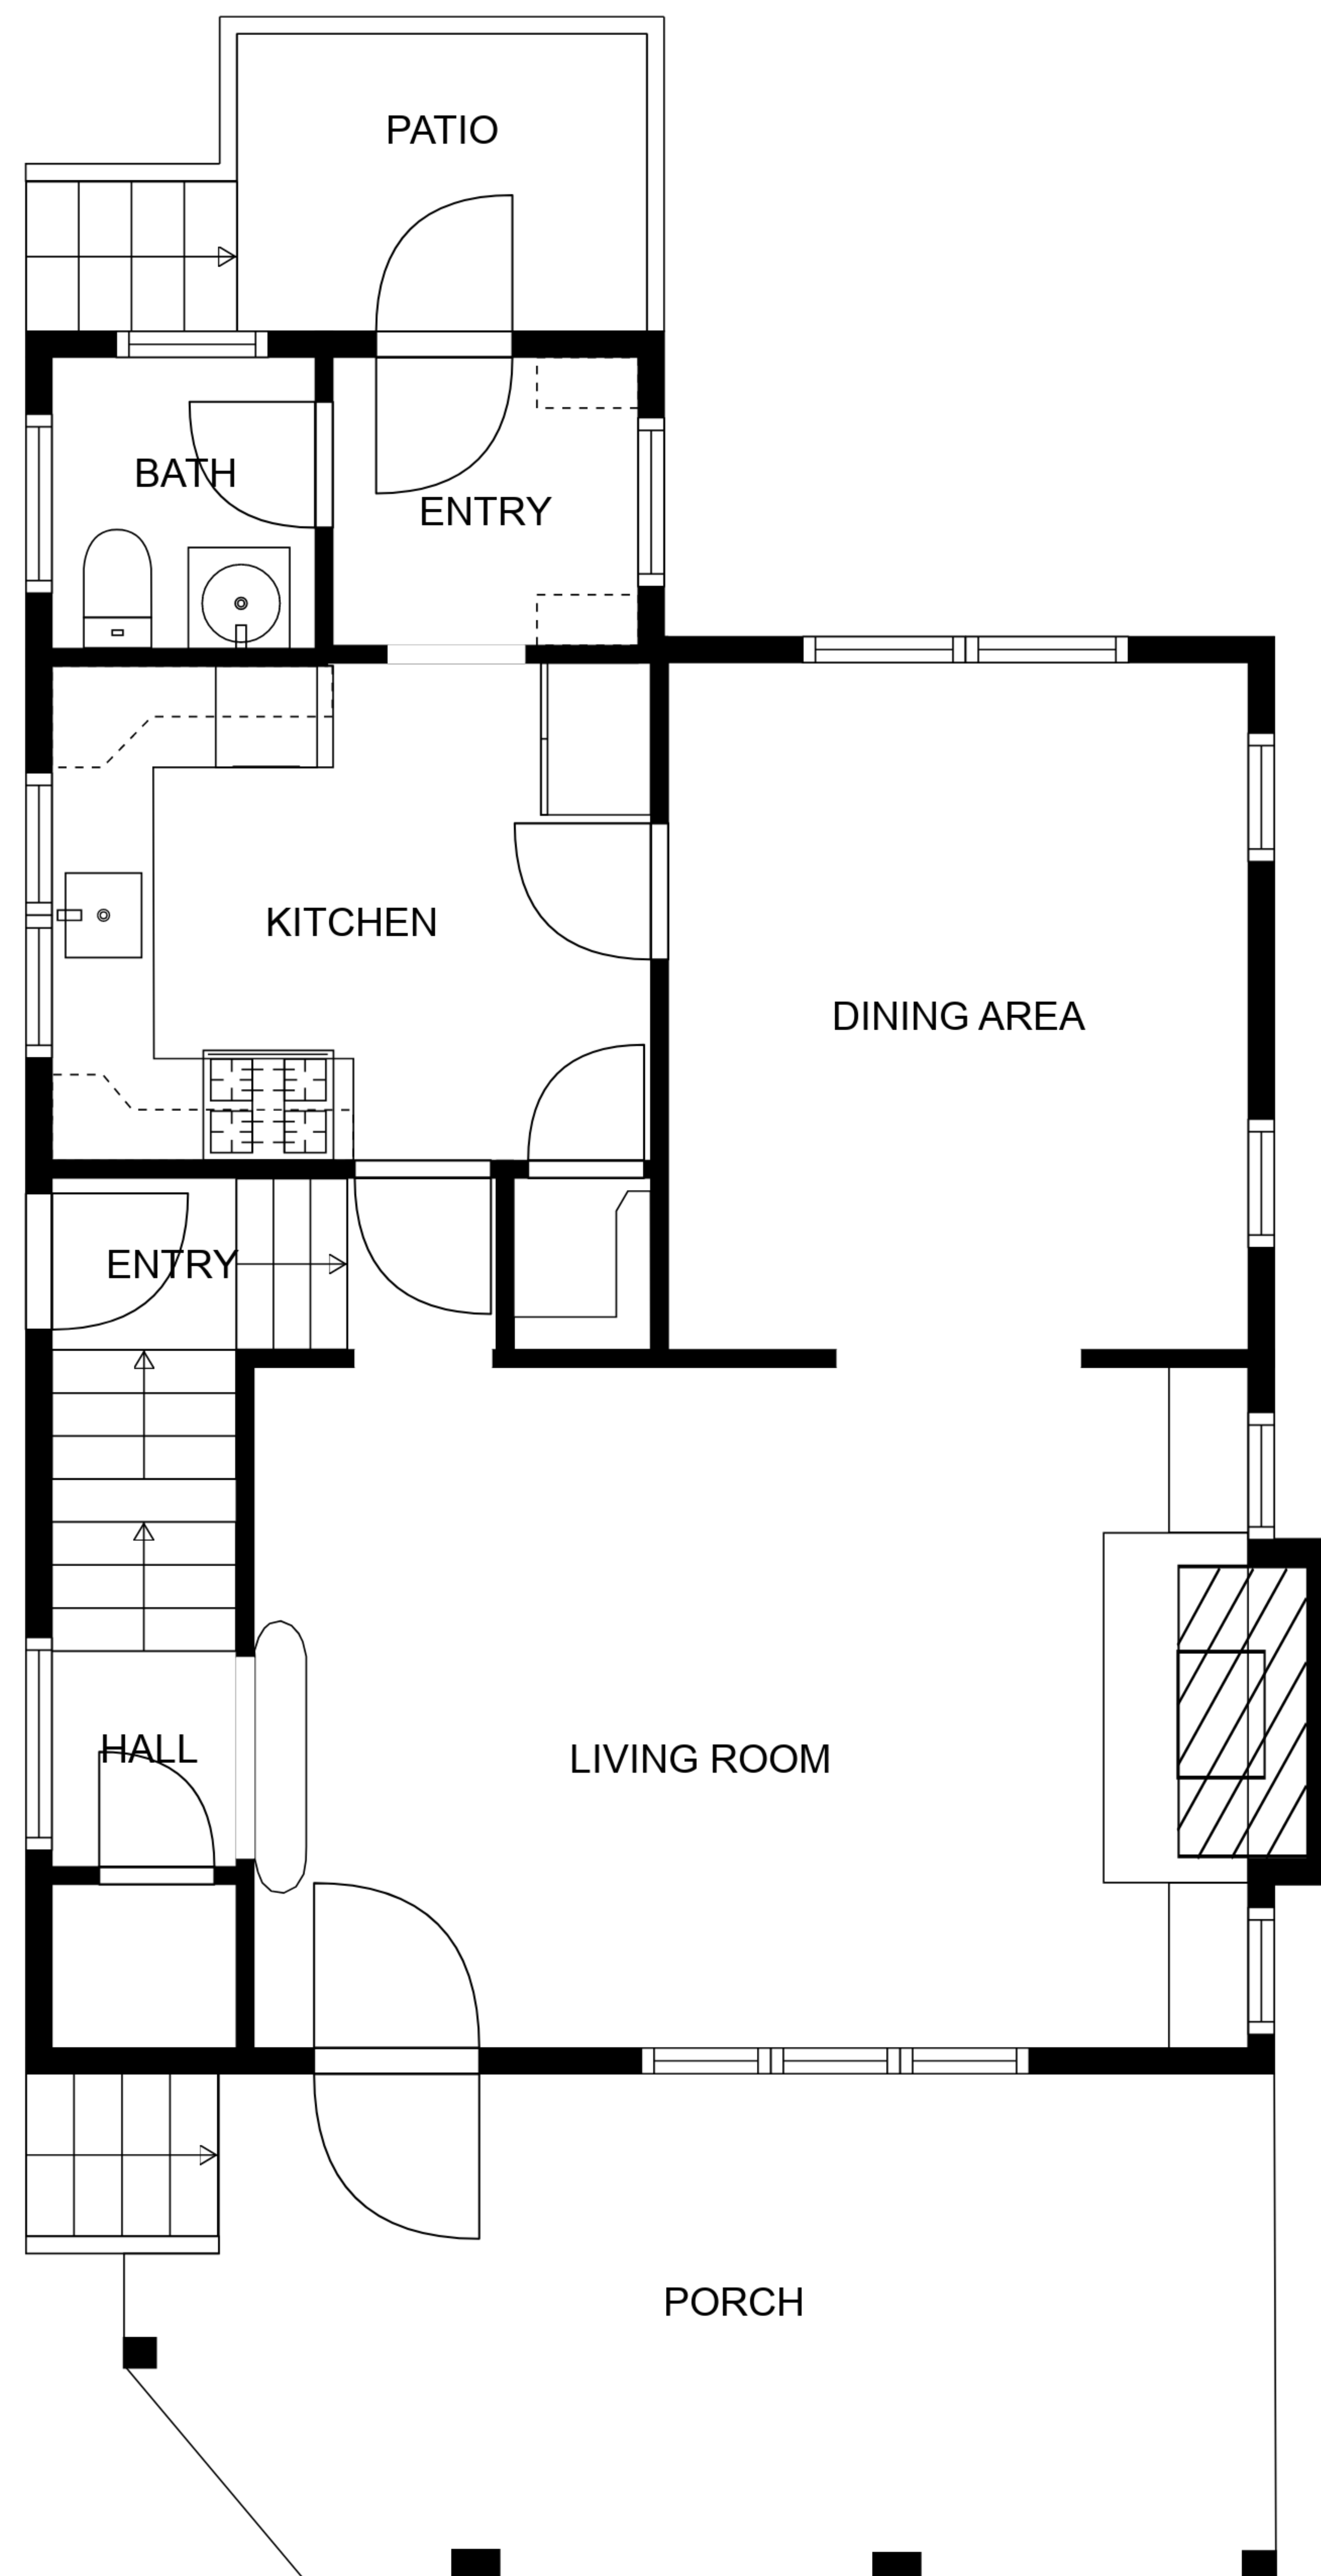 PATIO
BATH
ENTRY
KITCHEN
DINING AREA
ENTRY
HALL
LIVING ROOM
PORCH